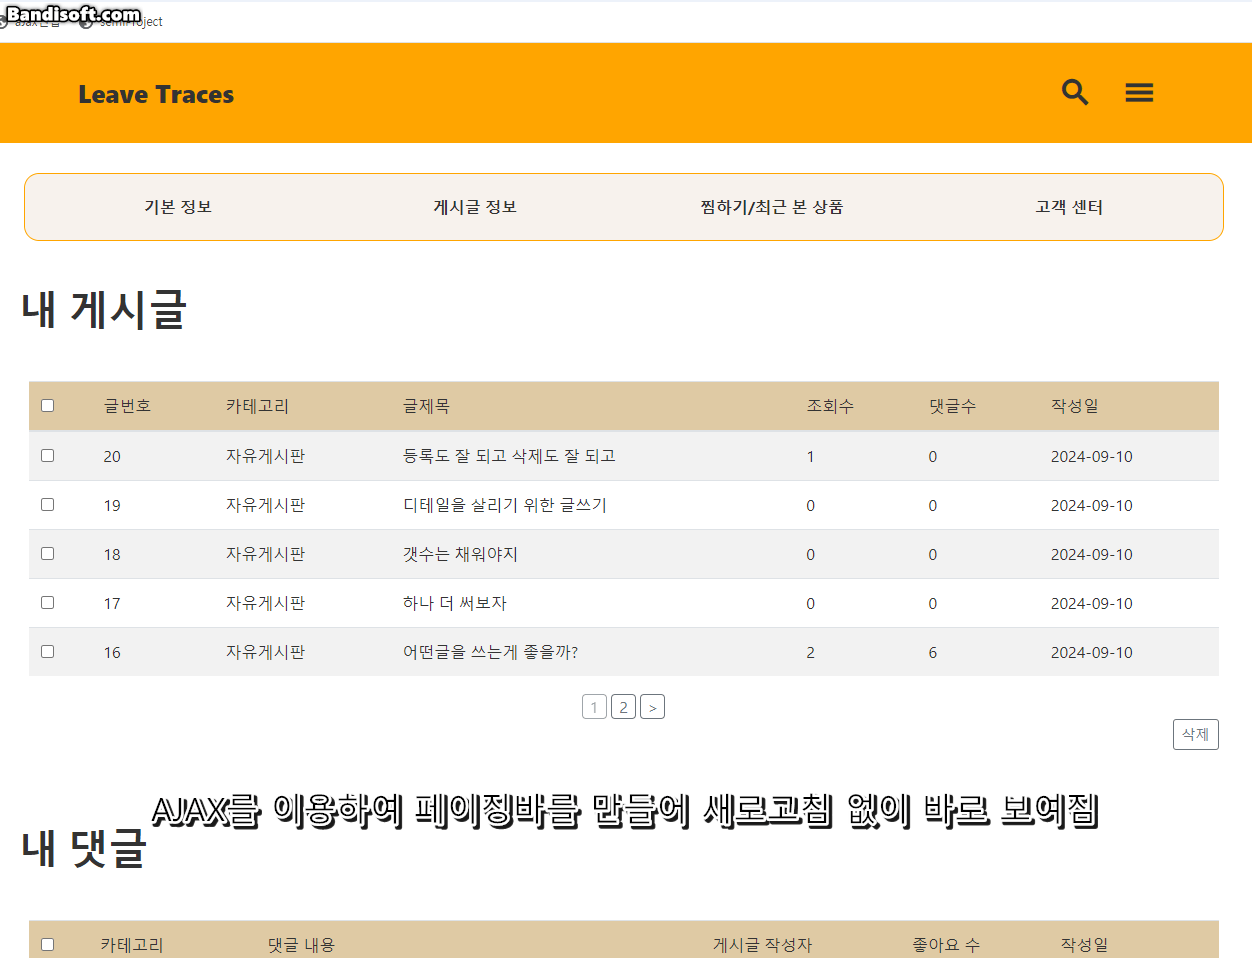 Bandisoft.com
semiProject
Leave Traces
기본 정보 게시글 정보 찜하기/최근 본 상품 고객 센터
내 게시글
글번호 카테고리 글제목 조회수 댓글수 작성일
20 자유게시판 등록도 잘 되고 삭제도 잘 되고 1 0 2024-09-10
19 자유게시판 디테일을 살리기 위한 글쓰기 0 0 2024-09-10
18 자유게시판 갯수는 채워야지 0 0 2024-09-10
17 자유게시판 하나 더 써보자 0 0 2024-09-10
16 자유게시판 어떤글을 쓰는게 좋을까? 2 6 2024-09-10
1 2 >
삭제
AJAX를 이용하여 페이징바를 만들어 새로고침 없이 바로 보여짐
내 댓글
카테고리 댓글 내용 게시글 작성자 좋아요 수 작성일